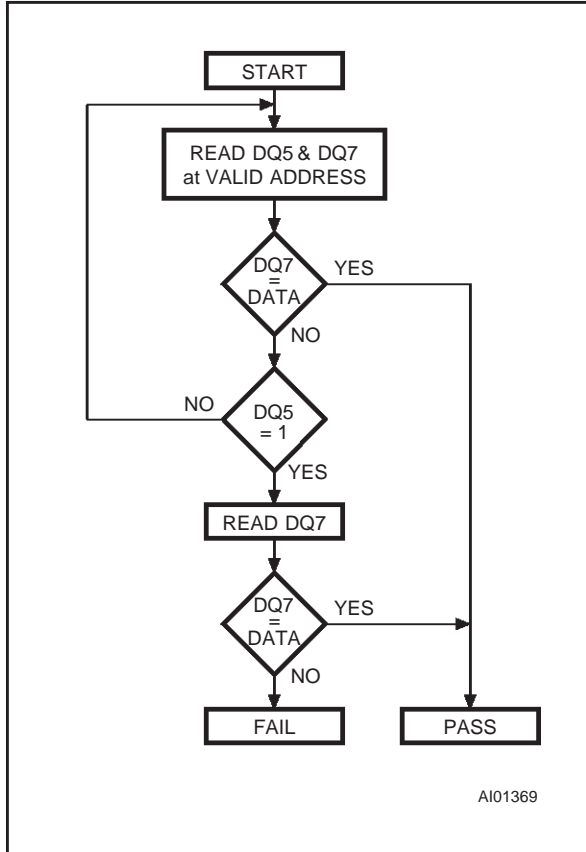 START
READ DQ5 & DQ7
at VALID ADDRESS
DQ7
=
DATA
YES
NO
NO
DQ5
= 1
YES
READ DQ7
DQ7
=
DATA
YES
NO
FAIL
PASS
AI01369